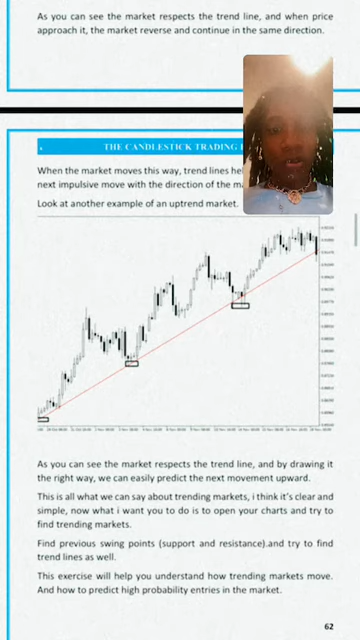 As you can see the market respects the trend line, and when price
approach it, the market reverse and continue in the same direction.
THE CANDLESTICK TRADING
When the market moves this way, trend lines
next impulsive move with the direction of the
Look at another example of an uptrend market.
As you can see the market respects the trend line, and by drawing it
the right way, we can easily predict the next movement upward.
This is all what we can say about trending markets, i think it's clear and
simple, now what i want you to do is to open your charts and try to
find trending markets.
Find previous swing points (support and resistance).and try to find
trend lines as well.
This exercise will help you understand how trending markets move.
And how to predict high probability entries in the market.
62